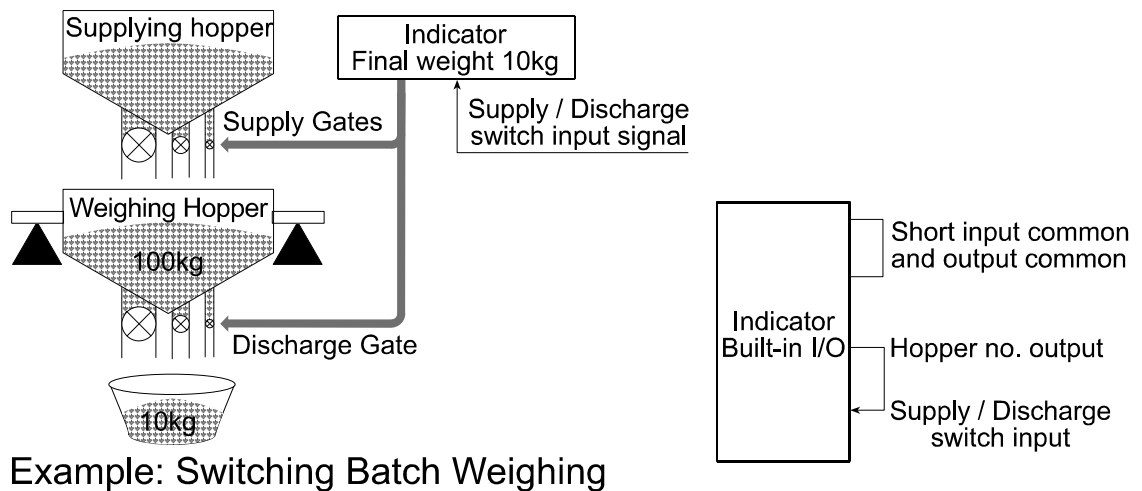 Supplying hopper
Indicator
Final weight 10kg
Supply Gates
Supply / Discharge
switch input signal
Weighing Hopper
100kg
Discharge Gate
10kg
Short input common
and output common
Indicator
Built-in I/O
Hopper no. output
Supply / Discharge
switch input
Example: Switching Batch Weighing